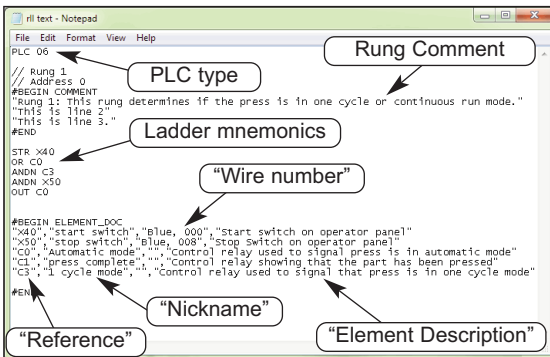 rll text - Notepad
File Edit Format View Help
PLC 06
Rung Comment
// Rung 1
// Address 0
PLC type
#BEGIN COMMENT
"Rung 1: This rung determines if the press is in one cycle or continuous run mode."
"This is line 2"
"This is line 3."
#END
Ladder mnemonics
STR X40
OR C0
ANDN C3
ANDN X50
OUT C0
"Wire number"
#BEGIN ELEMENT_DOC
"X40","start switch","Blue, 000","Start switch on operator panel"
"X50","stop switch","Blue, 008","Stop Switch on operator panel"
"C0","Automatic mode","","Control relay used to signal press is in automatic mode"
"C1","press complete","","Control relay showing that the part has been pressed"
"C3","1 cycle mode","","Control relay used to signal that press is in one cycle mode"
#END
"Nickname"
"Reference"
"Element Description"